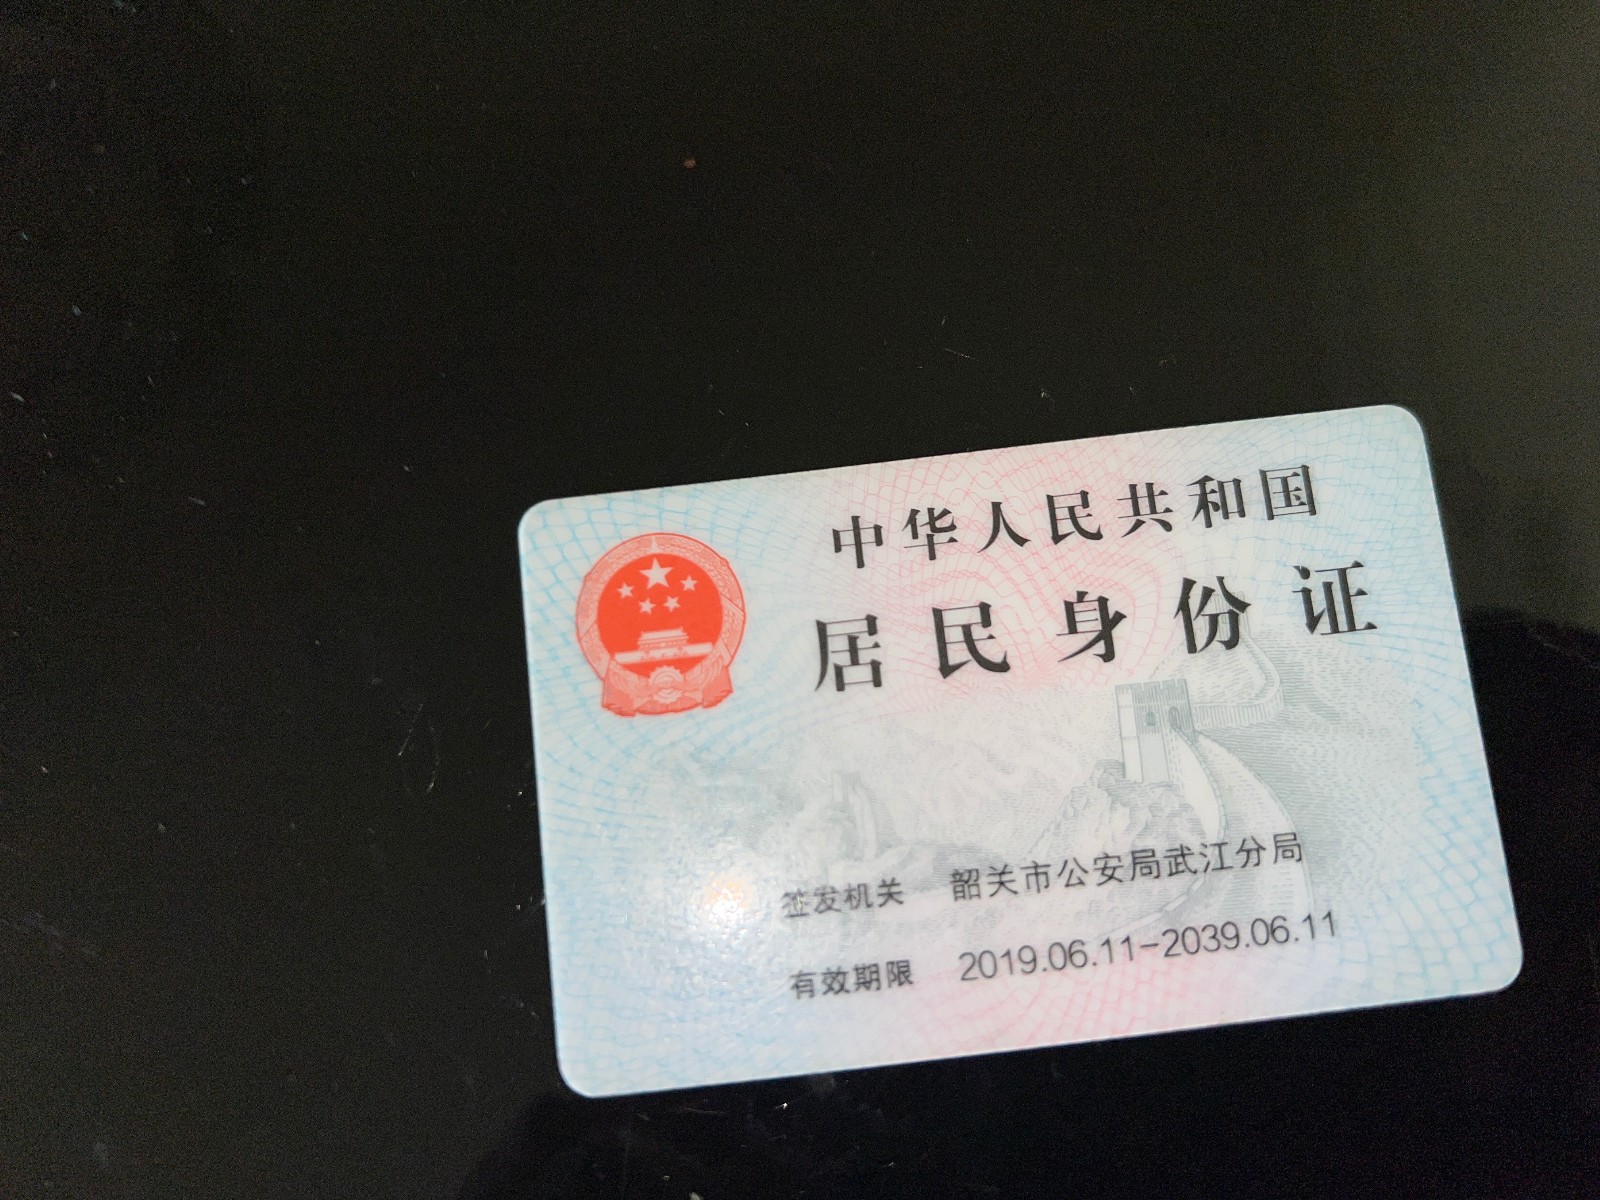 中华人民共和国
居民身份证
签发机关 韶关市公安局武江分局
有效期限 2019.06.11-2039.06.11